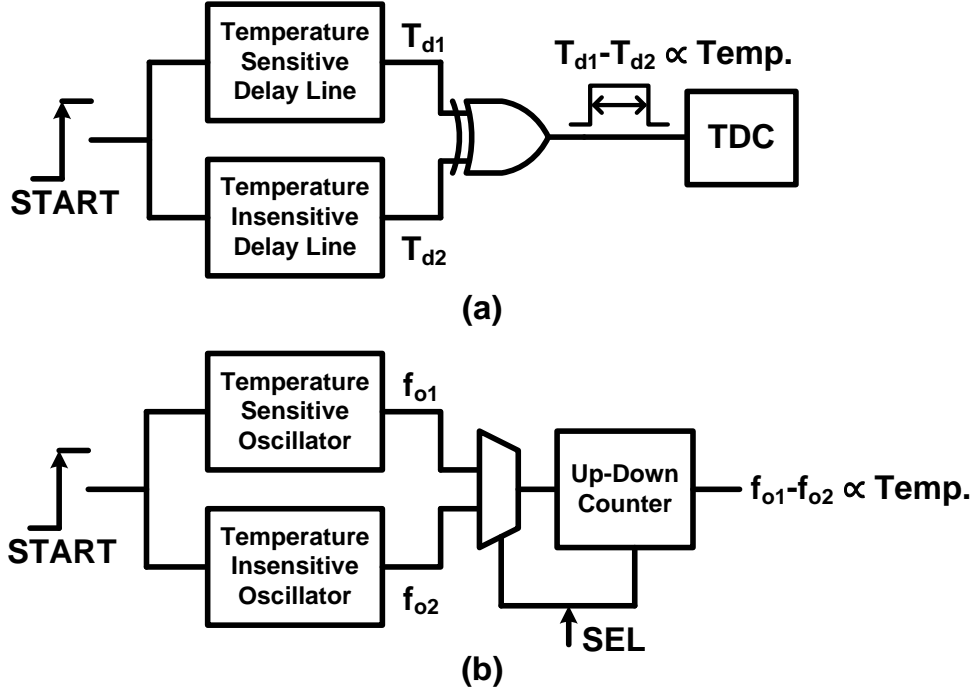 Temperature
Sensitive
Delay Line
Td1
Td1-Td2 ∝ Temp.
TDC
START
Temperature
Insensitive
Delay Line
Td2
(a)
Temperature
Sensitive
Oscillator
fo1
Up-Down
Counter
fo1-fo2 ∝ Temp.
START
Temperature
Insensitive
Oscillator
fo2
SEL
(b)